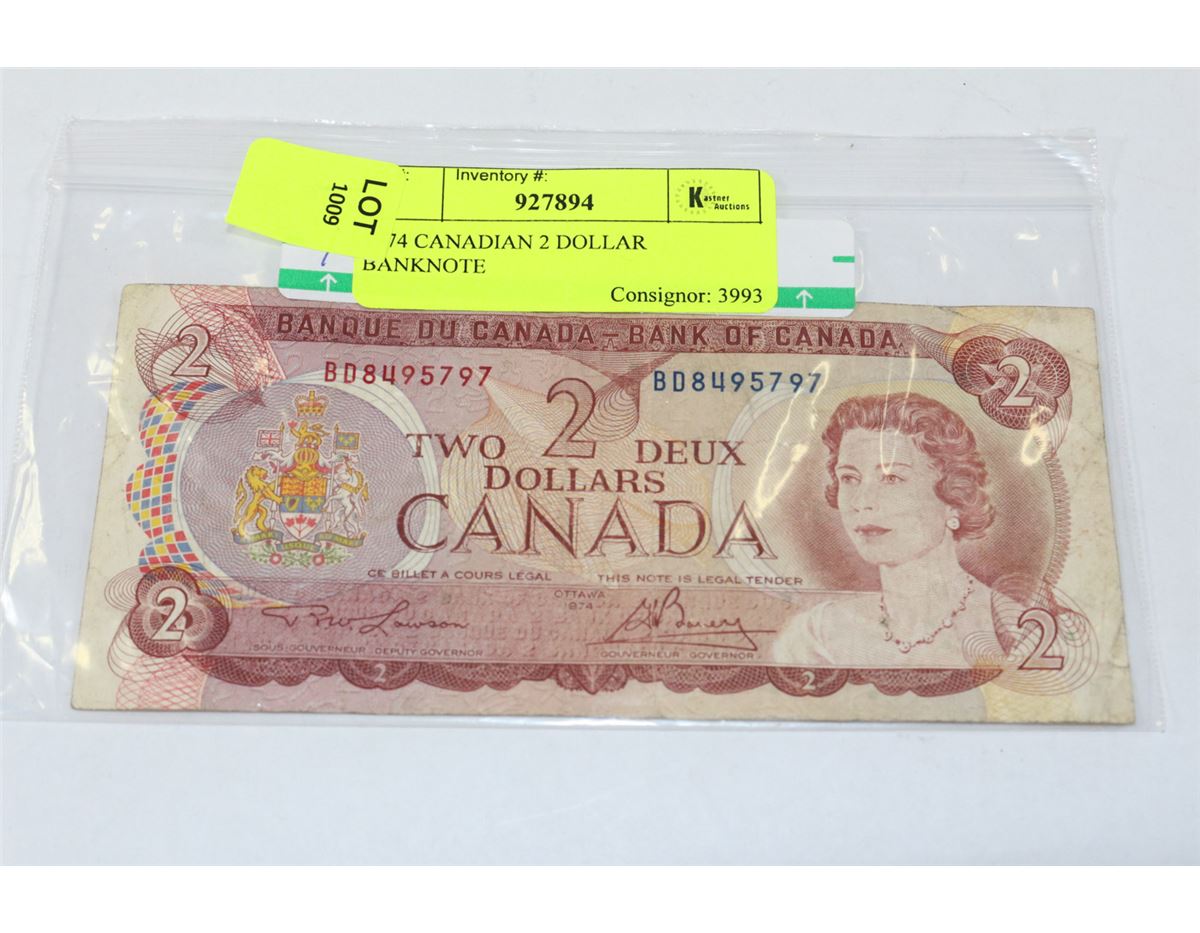 LOT
1009
Inventory #:
927894
Kastner
Auctions
74 CANADIAN 2 DOLLAR
BANKNOTE
Consignor: 3993
BANQUE DU CANADA – BANK OF CANADA
2
2
BD8495797
BD8495797
2
TWO DEUX
DOLLARS
CANADA
CE BILLET A COURS LEGAL THIS NOTE IS LEGAL TENDER
OTTAWA
1974
2
2
SOUS-GOUVERNEUR - DEPUTY GOVERNOR
GOUVERNEUR - GOVERNOR
2
2